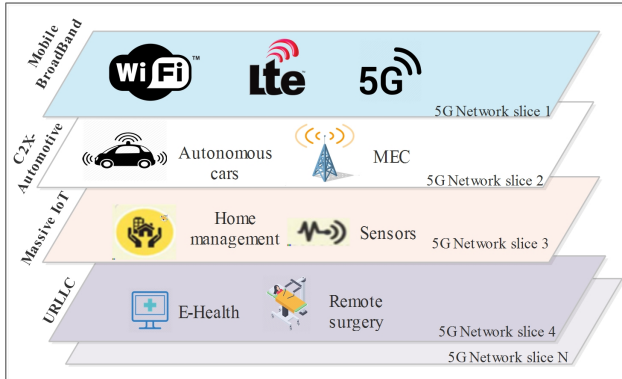 Mobile
BroadBand
WiFi™
Lte
5G
5G Network slice 1
C2X-
Automotive
Autonomous
cars
MEC
5G Network slice 2
Massive IoT
Home
management
Sensors
5G Network slice 3
URLLC
E-Health
Remote
surgery
5G Network slice 4
5G Network slice N